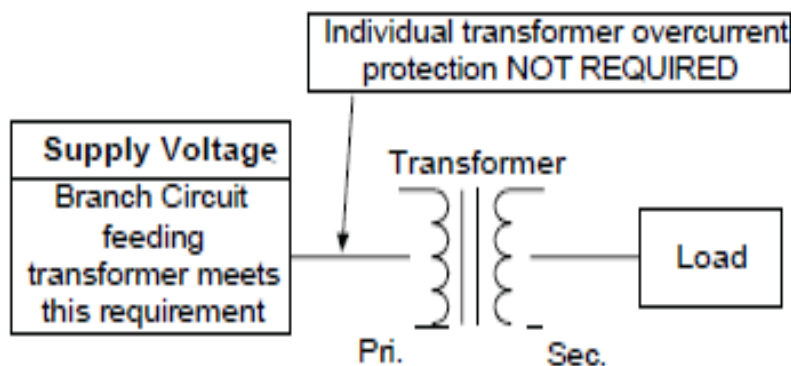 Individual transformer overcurrent
protection NOT REQUIRED
Supply Voltage
Branch Circuit
feeding
transformer meets
this requirement
Transformer
Load
Pri.
Sec.